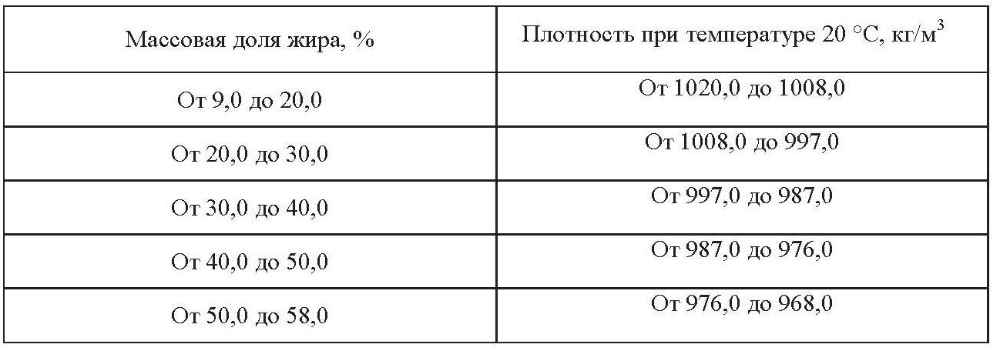 Массовая доля жира, %
Плотность при температуре 20 °С, кг/м³
От 9,0 до 20,0
От 1020,0 до 1008,0
От 20,0 до 30,0
От 1008,0 до 997,0
От 30,0 до 40,0
От 997,0 до 987,0
От 40,0 до 50,0
От 987,0 до 976,0
От 50,0 до 58,0
От 976,0 до 968,0